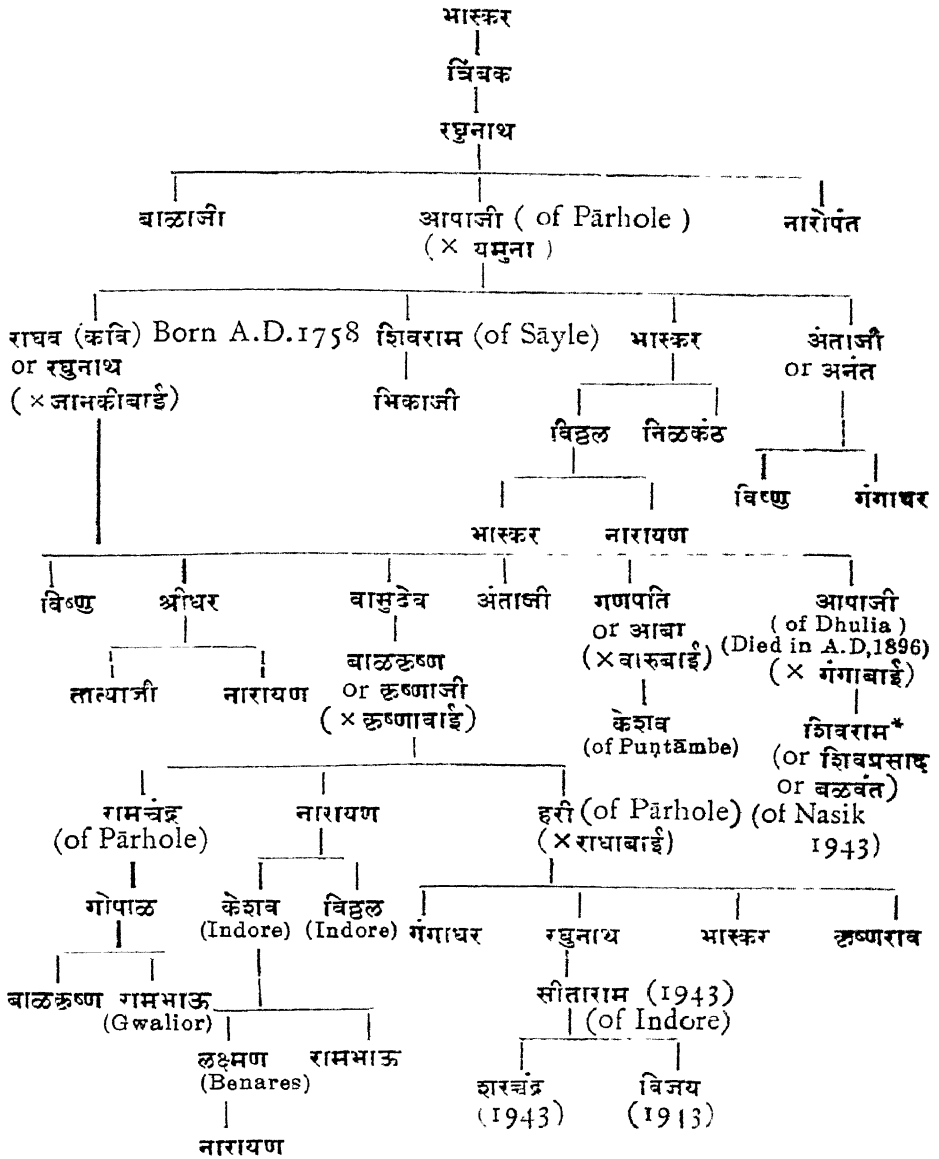 भास्कर
त्रिंबक
रघुनाथ
बाळाजी आपाजी ( of Pārhole ) नारोपंत
( × यमुना )
राघव (कवि) Born A.D.1758 शिवराम (of Sāyle) भास्कर अंताजी
or रघुनाथ or अनंत
( ×जानकीबाई) भिकाजी
विठ्ठल निळकंठ
विष्णु गंगाधर
भास्कर नारायण
विष्णु श्रीधर वासुदेव अंताजी गणपति आपाजी
or आबा ( of Dhulia )
(×वारुबाई) (Died in A.D,1896)
बाळकृष्ण (× गंगाबाई)
तात्याजी नारायण or कृष्णाजी
(× कृष्णाबाई) केशव शिवराम*
(of Puṇtāmbe) (or शिवप्रसाद
or बळवंत)
रामचंद्र नारायण हरी (of Pārhole) (of Nasik
(of Pārhole) (×राधाबाई) 1943)
गोपाळ केशव विठ्ठल
(Indore) (Indore) गंगाधर रघुनाथ भास्कर कृष्णराव
बाळकृष्ण रामभाऊ सीताराम (1943)
(Gwalior) (of Indore)
लक्ष्मण रामभाऊ
(Benares) शरच्चंद्र विजय
(1943) (1943)
नारायण